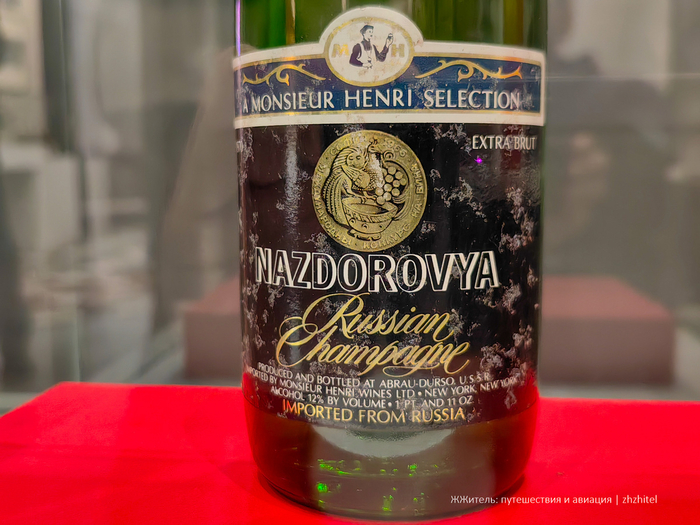 M H
A MONSIEUR HENRI SELECTION
EXTRA BRUT
NAZDOROVYA
Russian
Champagne
PRODUCED AND BOTTLED AT ABRAU-DURSO, U.S.S.R.
IMPORTED BY MONSIEUR HENRI WINES LTD • NEW YORK, NEW YORK
ALCOHOL 12% BY VOLUME • 1 PT. AND 11 OZ.
IMPORTED FROM RUSSIA
ЖЖитель: путешествия и авиация | zhzhitel